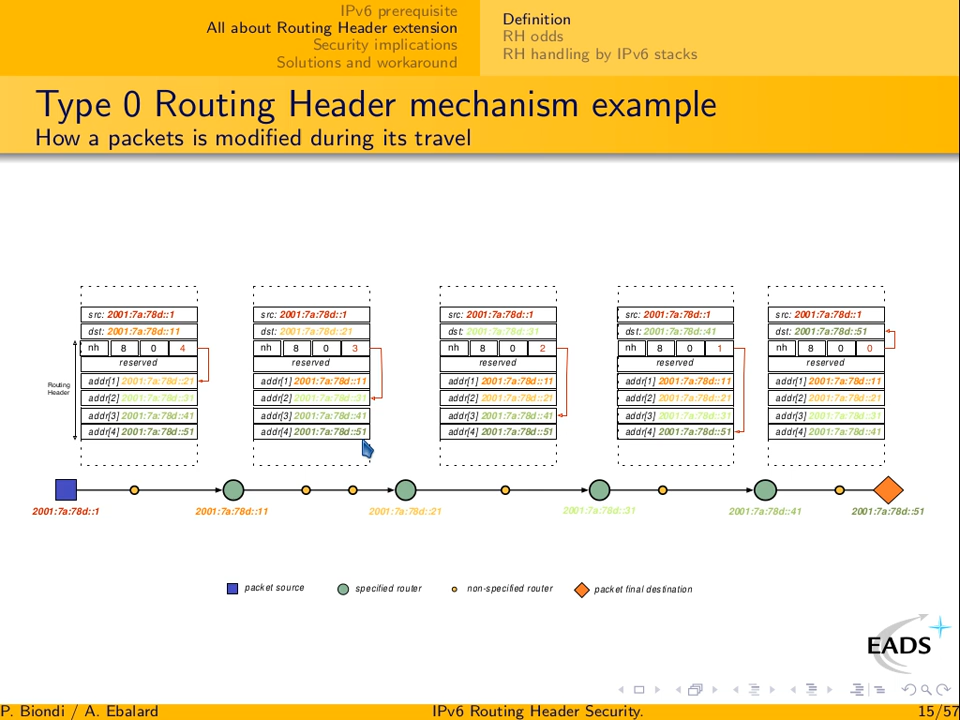 IPv6 prerequisite
All about Routing Header extension
Security implications
Solutions and workaround
Definition
RH odds
RH handling by IPv6 stacks
Type 0 Routing Header mechanism example
How a packets is modified during its travel
Routing
Header
src: 2001:7a:78d::1
dst: 2001:7a:78d::11
nh 8 0 4
reserved
addr[1] 2001:7a:78d::21
addr[2] 2001:7a:78d::31
addr[3] 2001:7a:78d::41
addr[4] 2001:7a:78d::51
src: 2001:7a:78d::1
dst: 2001:7a:78d::21
nh 8 0 3
reserved
addr[1] 2001:7a:78d::11
addr[2] 2001:7a:78d::31
addr[3] 2001:7a:78d::41
addr[4] 2001:7a:78d::51
src: 2001:7a:78d::1
dst: 2001:7a:78d::31
nh 8 0 2
reserved
addr[1] 2001:7a:78d::11
addr[2] 2001:7a:78d::21
addr[3] 2001:7a:78d::41
addr[4] 2001:7a:78d::51
src: 2001:7a:78d::1
dst: 2001:7a:78d::41
nh 8 0 1
reserved
addr[1] 2001:7a:78d::11
addr[2] 2001:7a:78d::21
addr[3] 2001:7a:78d::31
addr[4] 2001:7a:78d::51
src: 2001:7a:78d::1
dst: 2001:7a:78d::51
nh 8 0 0
reserved
addr[1] 2001:7a:78d::11
addr[2] 2001:7a:78d::21
addr[3] 2001:7a:78d::31
addr[4] 2001:7a:78d::41
2001:7a:78d::1
2001:7a:78d::11
2001:7a:78d::21
2001:7a:78d::31
2001:7a:78d::41
2001:7a:78d::51
packet source
specified router
non-specified router
packet final destination
EADS
P. Biondi / A. Ebalard
IPv6 Routing Header Security.
15/57